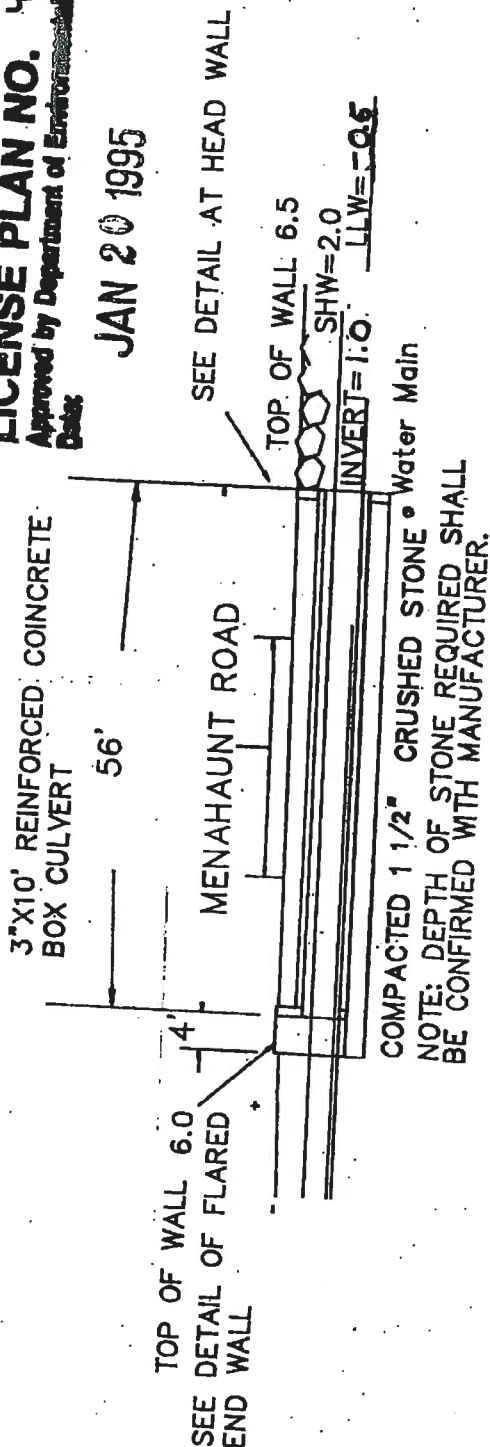 LICENSE PLAN NO.
Approved by Department of Environmental
Date:
JAN 20 1995
3"X10' REINFORCED COINCRETE
BOX CULVERT
56'
SEE DETAIL AT HEAD WALL
4'
MENAHAUNT ROAD
TOP OF WALL 6.5
SHW=2.0
LLW=-0.5
INVERT=1.0
TOP OF WALL 6.0
SEE DETAIL OF FLARED
END WALL
Water Main
COMPACTED 1 1/2" CRUSHED STONE
NOTE: DEPTH OF STONE REQUIRED SHALL
BE CONFIRMED WITH MANUFACTURER.